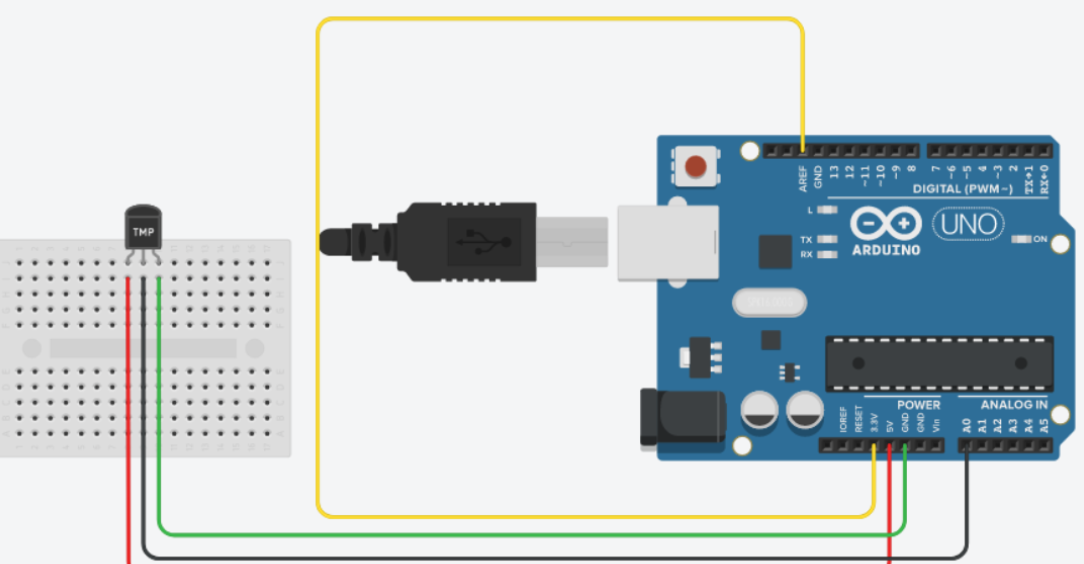 AREF
GND
13
12
~11
~10
~9
8
7
~6
~5
4
~3
2
TX→1
RX←0
DIGITAL (PWM~)
L
TX
RX
ARDUINO
UNO
ON
TMP
POWER
ANALOG IN
IOREF
RESET
3.3V
5V
GND
GND
Vin
A0
A1
A2
A3
A4
A5